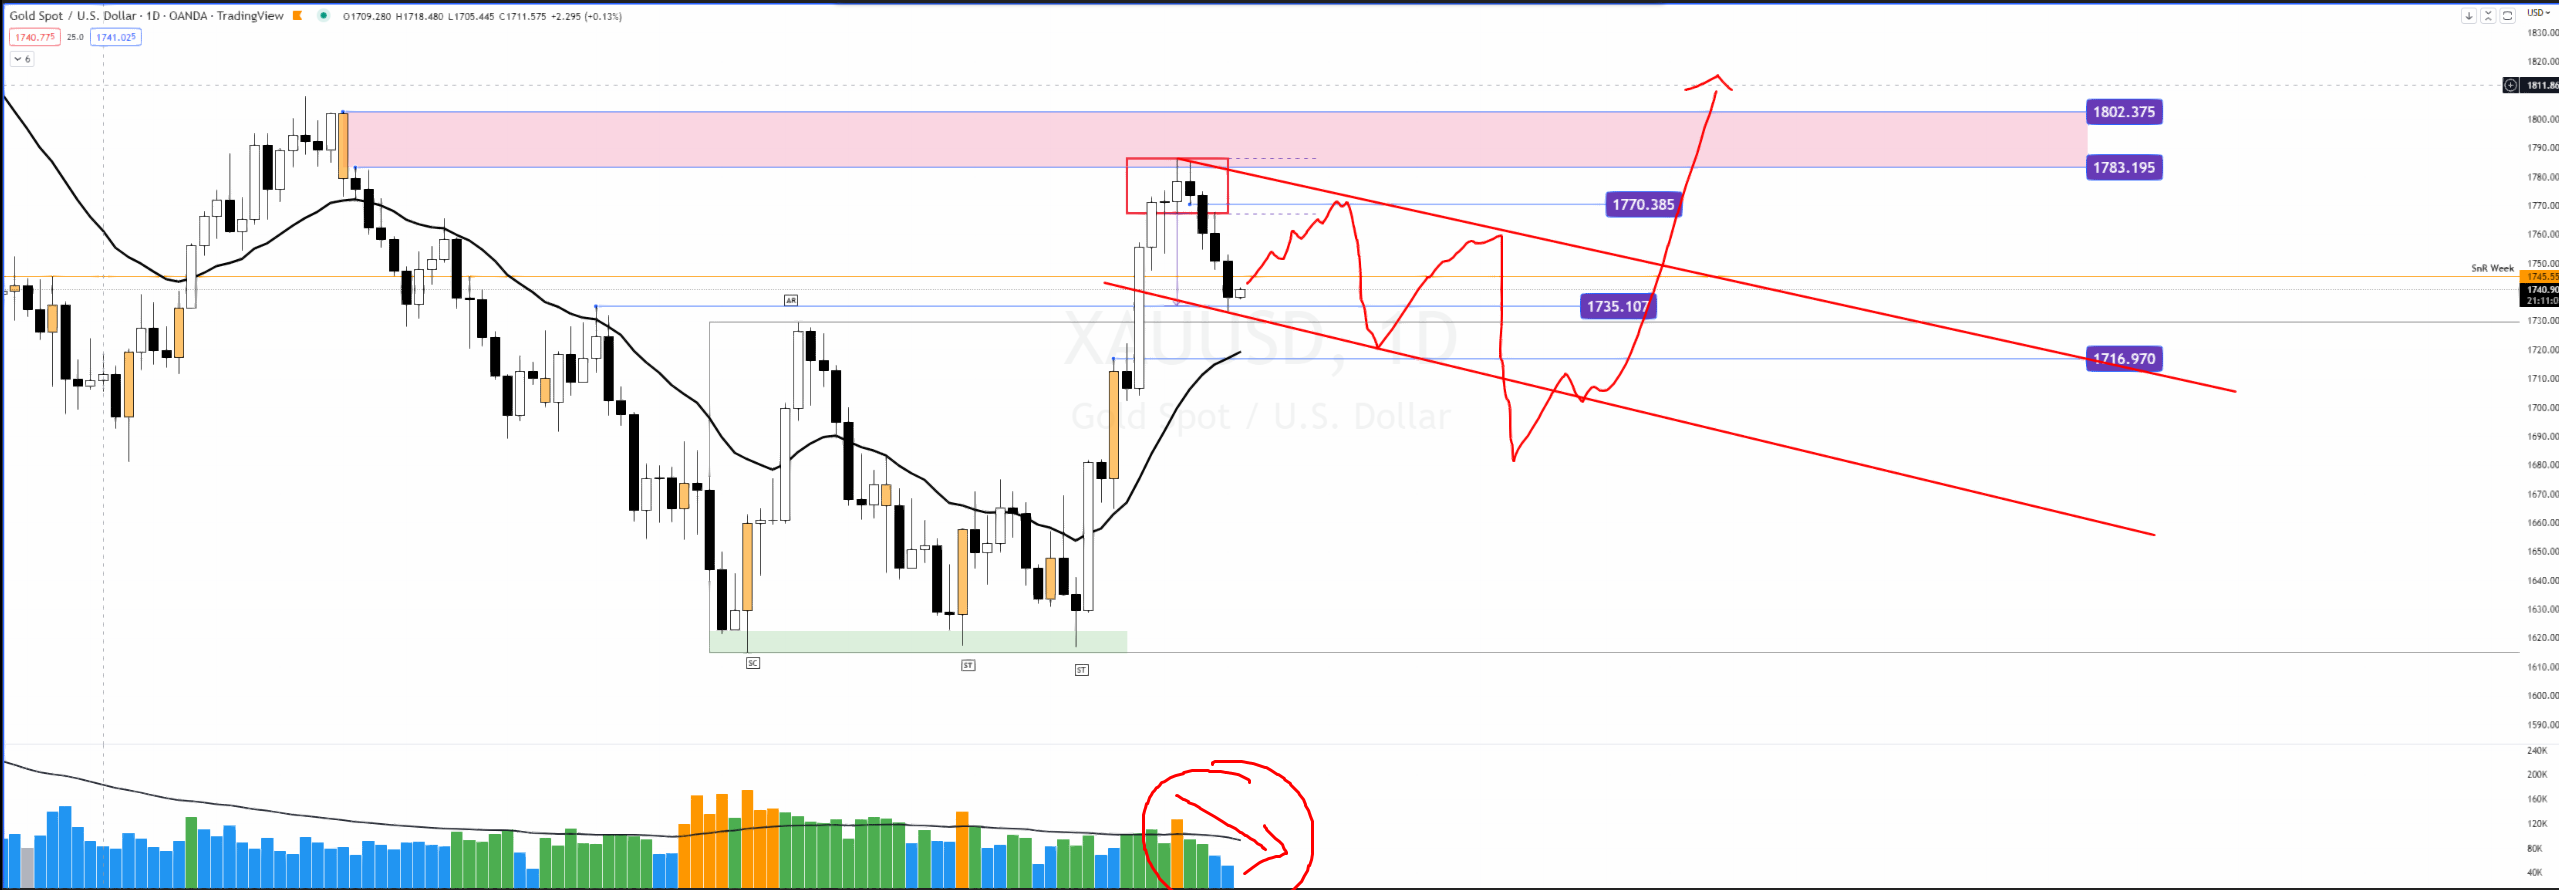 Gold Spot / U.S. Dollar · 1D · OANDA · TradingView O1709.280 H1718.480 L1705.445 C1711.575 +2.295 (+0.13%)
1740.775 25.0 1741.025
6
USD
1830.00
1820.00
1811.86
1800.00
1790.00
1780.00
1770.00
1760.00
1750.00
SnR Week 1745.55
1740.90
21:11:0
1730.00
1720.00
1710.00
1700.00
1690.00
1680.00
1670.00
1660.00
1650.00
1640.00
1630.00
1620.00
1610.00
1600.00
1590.00
240K
200K
160K
120K
80K
40K
1802.375
1783.195
1770.385
1735.107
1716.970
AR
XAUUSD, 1D
Gold Spot / U.S. Dollar
SC
ST
ST